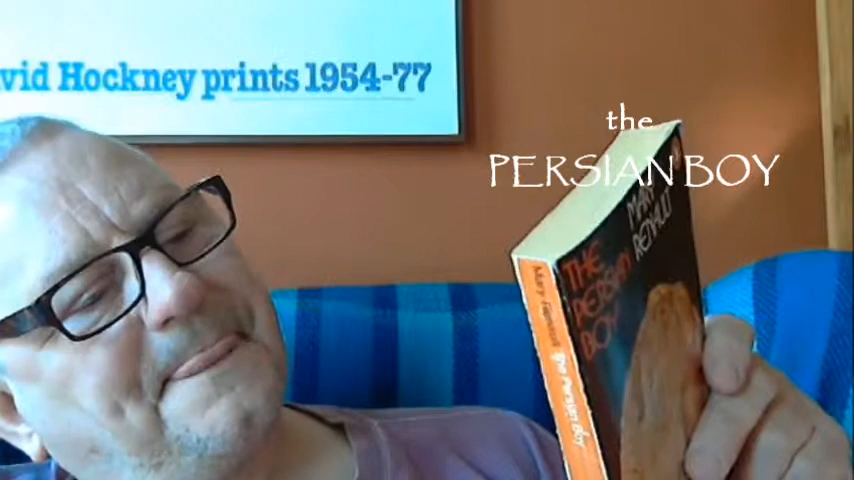 vid Hockney prints 1954-77
the
PERSIAN BOY
MARY
RENAULT
THE
PERSIAN
BOY
Mary Renault The Persian Boy